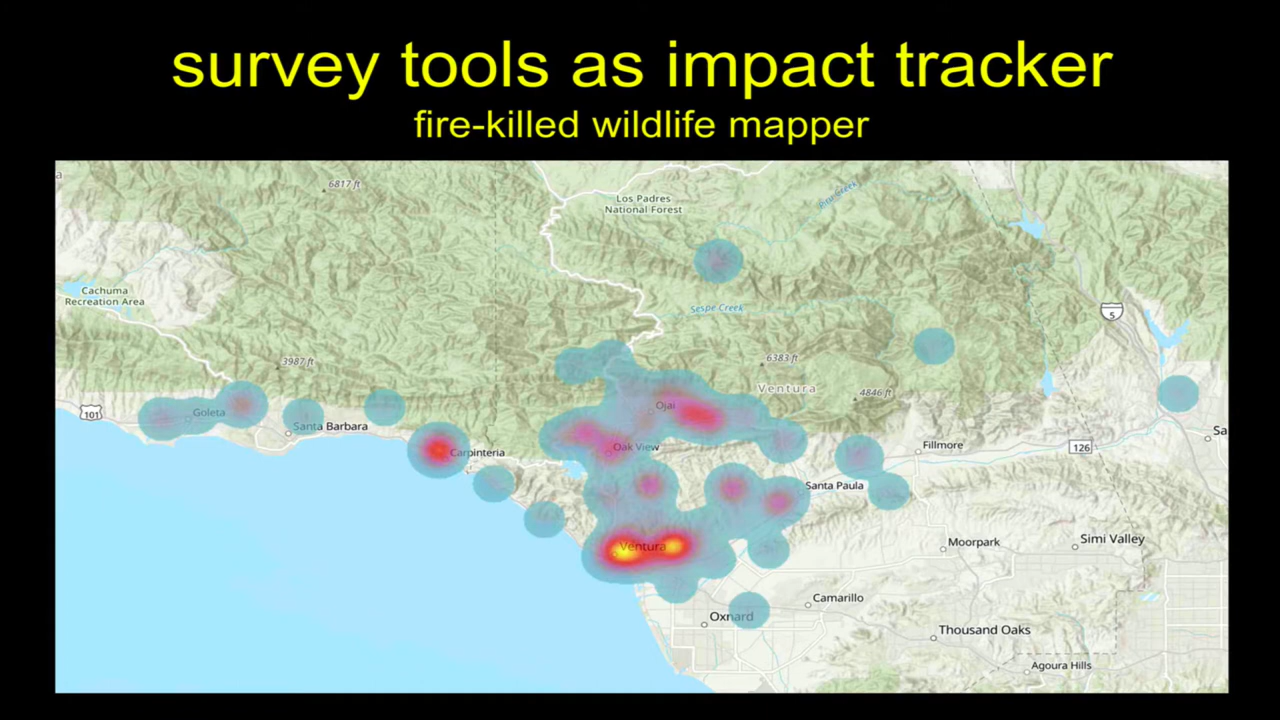 survey tools as impact tracker
fire-killed wildlife mapper
a
6817 ft
Los Padres
National Forest
Cachuma
Recreation Area
Sespe Creek
5
3987 ft
6383 ft
Ventura
4846 ft
101
Goleta
Santa Barbara
Ojai
Carpinteria
Oak View
Fillmore
126
Sa
Santa Paula
Ventura
Moorpark
Simi Valley
Camarillo
Oxnard
Thousand Oaks
Agoura Hills